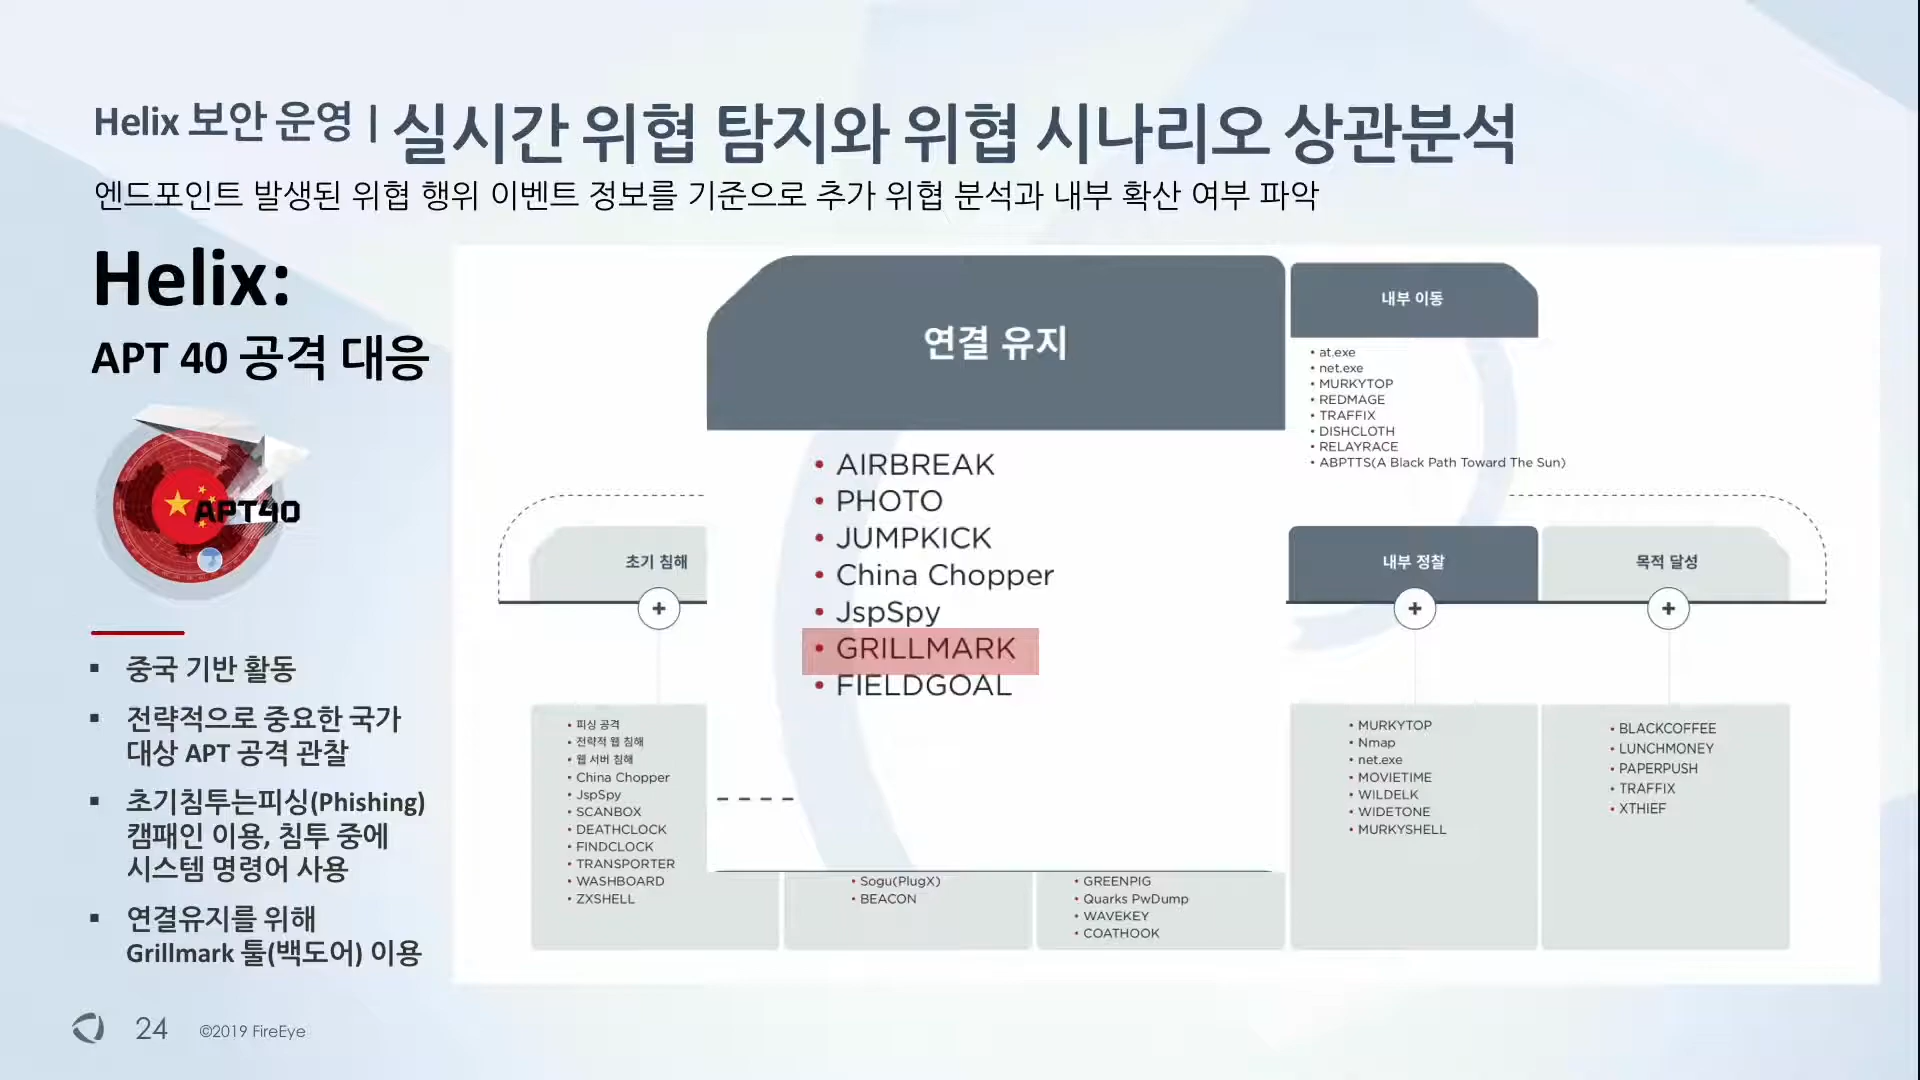 Helix 보안 운영 | 실시간 위협 탐지와 위협 시나리오 상관분석
엔드포인트 발생된 위협 행위 이벤트 정보를 기준으로 추가 위협 분석과 내부 확산 여부 파악
Helix:
APT 40 공격 대응
APT40
▪ 중국 기반 활동
▪ 전략적으로 중요한 국가
대상 APT 공격 관찰
▪ 초기침투는피싱(Phishing)
캠패인 이용, 침투 중에
시스템 명령어 사용
▪ 연결유지를 위해
Grillmark 툴(백도어) 이용
연결 유지
• AIRBREAK
• PHOTO
• JUMPKICK
• China Chopper
• JspSpy
• GRILLMARK
• FIELDGOAL
내부 이동
• at.exe
• net.exe
• MURKYTOP
• REDMAGE
• TRAFFIX
• DISHCLOTH
• RELAYRACE
• ABPTTS(A Black Path Toward The Sun)
초기 침해
+
• 피싱 공격
• 전략적 웹 침해
• 웹 서버 침해
• China Chopper
• JspSpy
• SCANBOX
• DEATHCLOCK
• FINDCLOCK
• TRANSPORTER
• WASHBOARD
• ZXSHELL
• Sogu(PlugX)
• BEACON
• GREENPIG
• Quarks PwDump
• WAVEKEY
• COATHOOK
내부 정찰
+
• MURKYTOP
• Nmap
• net.exe
• MOVIETIME
• WILDELK
• WIDETONE
• MURKYSHELL
목적 달성
+
• BLACKCOFFEE
• LUNCHMONEY
• PAPERPUSH
• TRAFFIX
• XTHIEF
24
©2019 FireEye